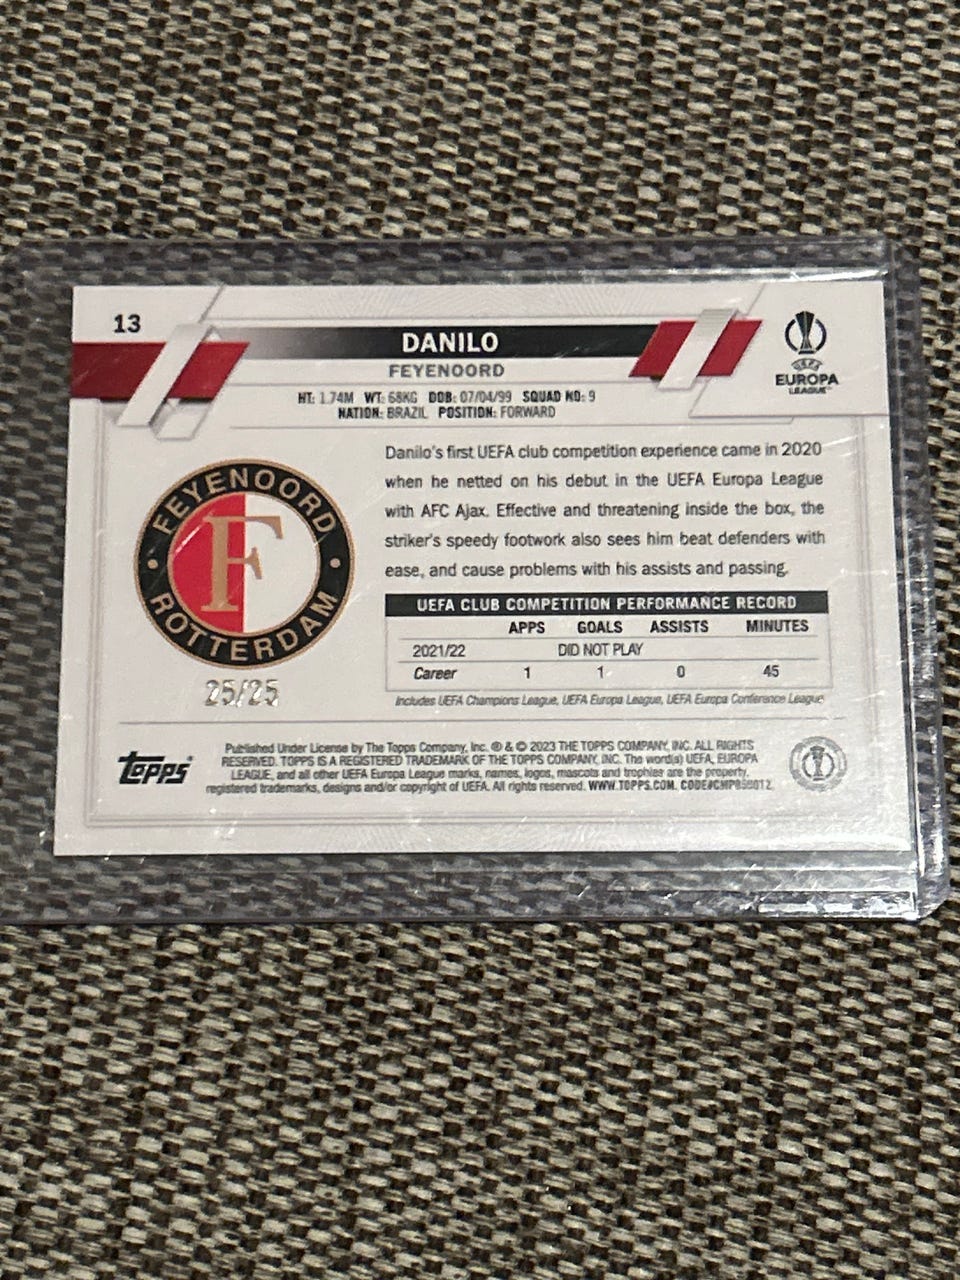 13
DANILO
FEYENOORD
UEFA
EUROPA
LEAGUE™
HT: 1.74M WT: 68KG DOB: 07/04/99 SQUAD NO: 9
NATION: BRAZIL POSITION: FORWARD
FEYENOORD
F
ROTTERDAM
25/25
Danilo's first UEFA club competition experience came in 2020
when he netted on his debut in the UEFA Europa League
with AFC Ajax. Effective and threatening inside the box, the
striker's speedy footwork also sees him beat defenders with
ease, and cause problems with his assists and passing.
UEFA CLUB COMPETITION PERFORMANCE RECORD
APPS GOALS ASSISTS MINUTES
2021/22 DID NOT PLAY
Career 1 1 0 45
Includes UEFA Champions League, UEFA Europa League, UEFA Europa Conference League
topps®
Published Under License by The Topps Company, Inc. ® & © 2023 THE TOPPS COMPANY, INC. ALL RIGHTS
RESERVED. TOPPS IS A REGISTERED TRADEMARK OF THE TOPPS COMPANY, INC. The word(s) UEFA, EUROPA
LEAGUE, and all other UEFA Europa League marks, names, logos, mascots and trophies are the property,
registered trademarks, designs and/or copyright of UEFA. All rights reserved. WWW.TOPPS.COM.